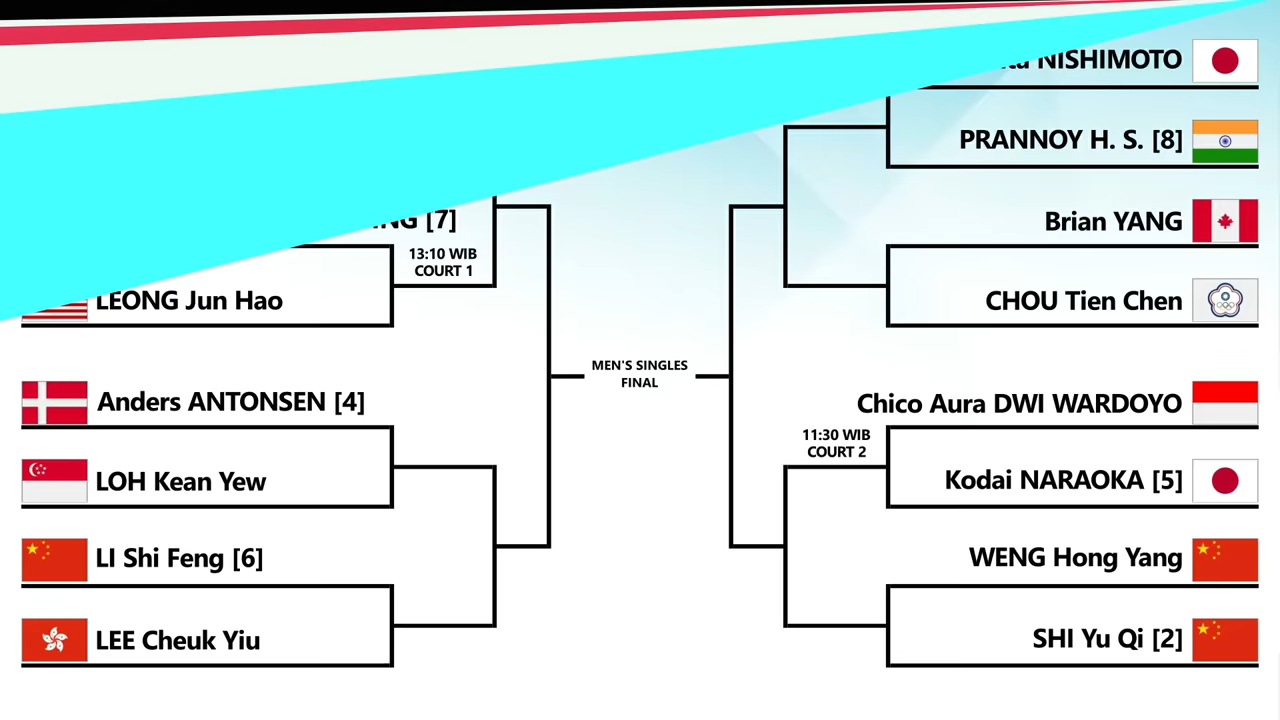 NISHIMOTO
PRANNOY H. S. [8]
[7]
Brian YANG
13:10 WIB
COURT 1
LEONG Jun Hao
CHOU Tien Chen
MEN'S SINGLES
FINAL
Anders ANTONSEN [4]
Chico Aura DWI WARDOYO
11:30 WIB
COURT 2
LOH Kean Yew
Kodai NARAOKA [5]
LI Shi Feng [6]
WENG Hong Yang
LEE Cheuk Yiu
SHI Yu Qi [2]